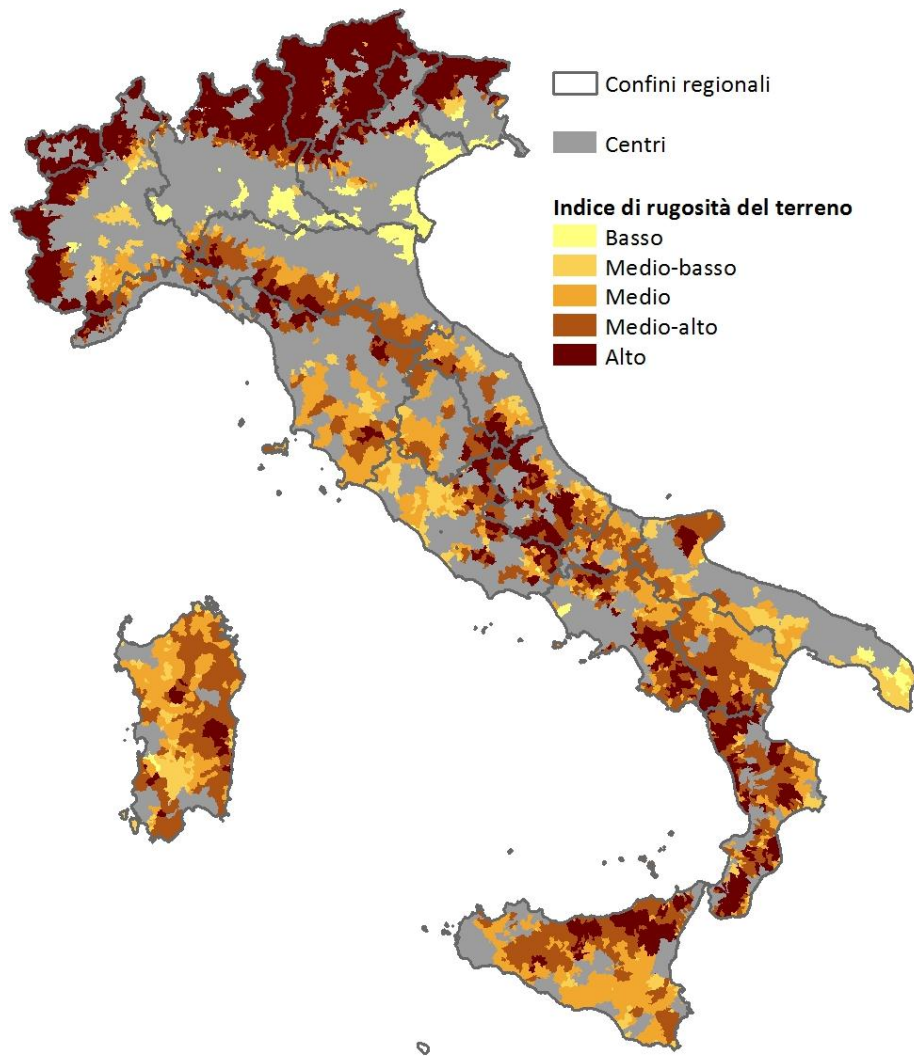 Confini regionali
Centri
Indice di rugosità del terreno
Basso
Medio-basso
Medio
Medio-alto
Alto